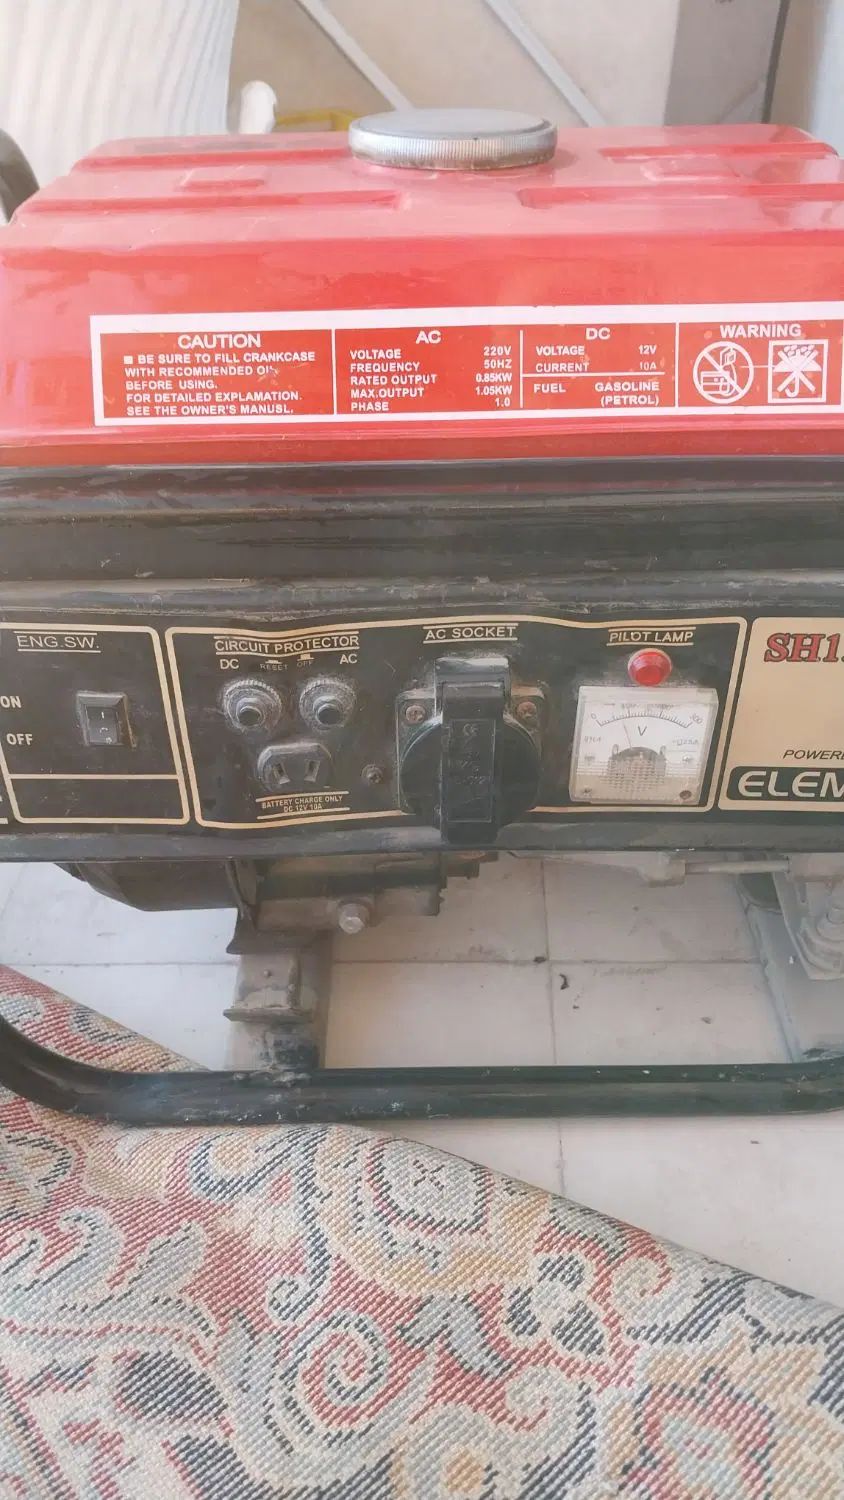 CAUTION
■ BE SURE TO FILL CRANKCASE
WITH RECOMMENDED
BEFORE USING.
FOR DETAILED EXPLANATION.
SEE THE OWNER'S MANUSL.
AC
VOLTAGE 220V
FREQUENCY 50HZ
RATED OUTPUT 0.85KW
MAX.OUTPUT 1.05KW
PHASE 1.0
DC
VOLTAGE 12V
CURRENT 10A
FUEL GASOLINE
(PETROL)
WARNING
ENG.SW.
ON
OFF
CIRCUIT PROTECTOR
DC RESET OFF AC
BATTERY CHARGE ONLY
DC 12V 10A
AC SOCKET
PILOT LAMP
V
SH1
POWERE
ELEM